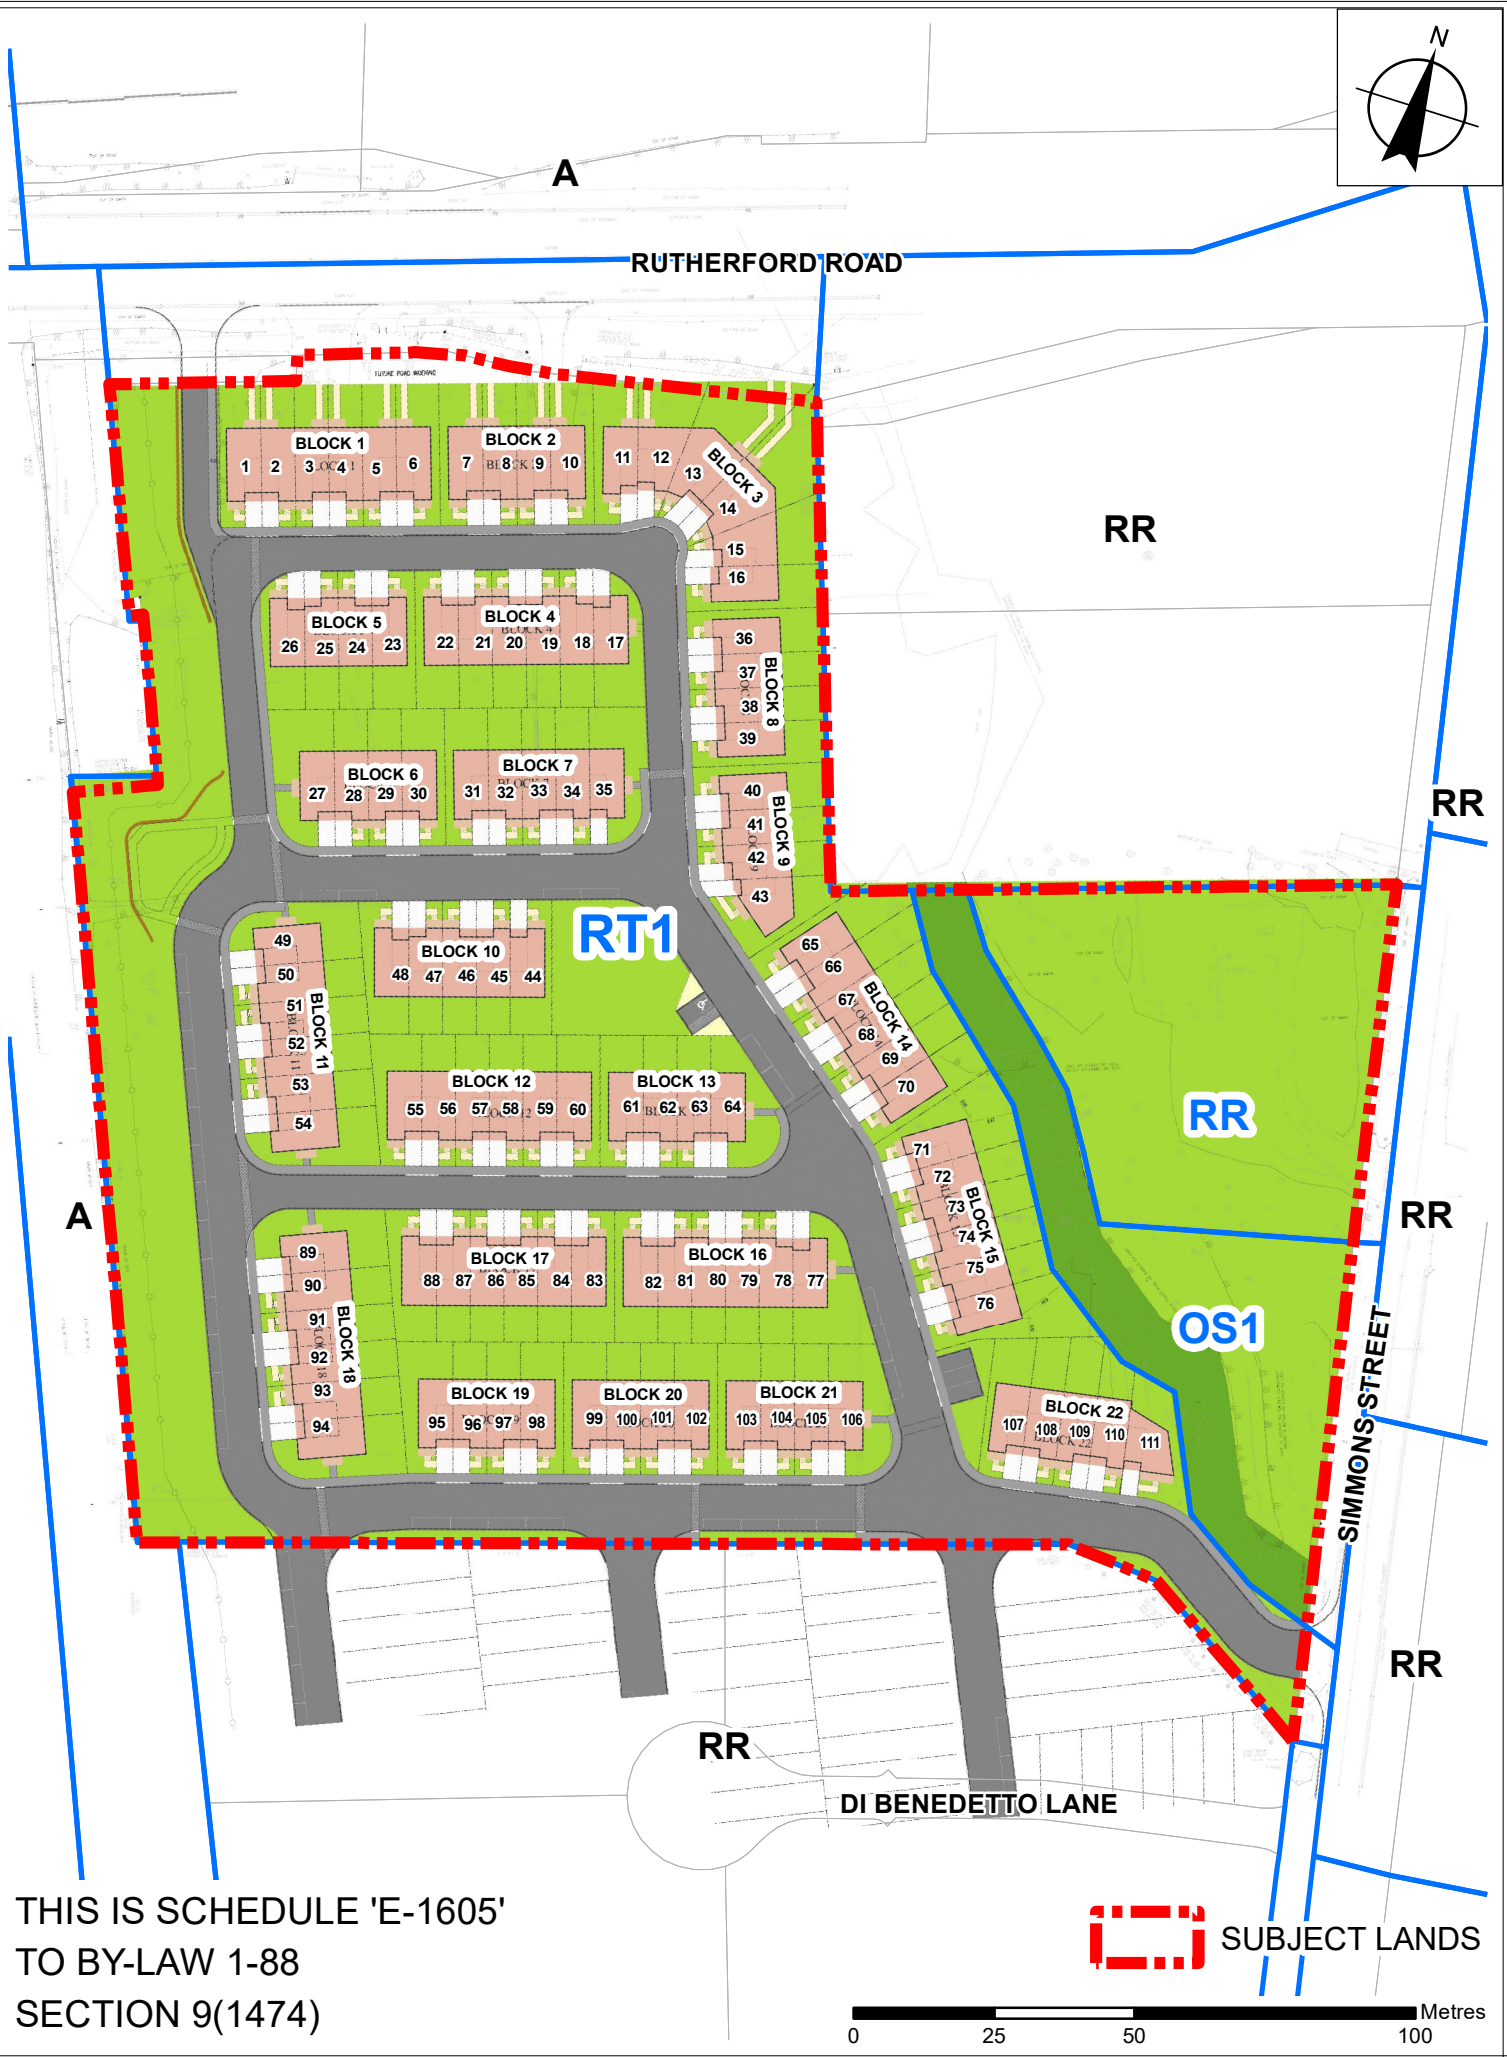 N
A
RUTHERFORD ROAD
FUTURE ROAD WIDENING
BLOCK 1
1 2 3 4 5 6
BLOCK 2
7 8 9 10
BLOCK 3
11 12 13 14 15 16
RR
BLOCK 5
26 25 24 23
BLOCK 4
22 21 20 19 18 17
BLOCK 8
36
37
38
39
BLOCK 6
27 28 29 30
BLOCK 7
31 32 33 34 35
BLOCK 9
40
41
42
43
RR
RT1
BLOCK 10
48 47 46 45 44
BLOCK 11
49
50
51
52
53
54
BLOCK 14
65
66
67
68
69
70
BLOCK 12
55 56 57 58 59 60
BLOCK 13
61 62 63 64
RR
BLOCK 15
71
72
73
74
75
76
A
RR
BLOCK 17
88 87 86 85 84 83
BLOCK 16
82 81 80 79 78 77
BLOCK 18
89
90
91
92
93
94
OS1
SIMMONS STREET
BLOCK 19
95 96 97 98
BLOCK 20
99 100 101 102
BLOCK 21
103 104 105 106
BLOCK 22
107 108 109 110 111
RR
RR
DI BENEDETTO LANE
THIS IS SCHEDULE 'E-1605'
TO BY-LAW 1-88
SECTION 9(1474)
SUBJECT LANDS
Metres
0 25 50 100